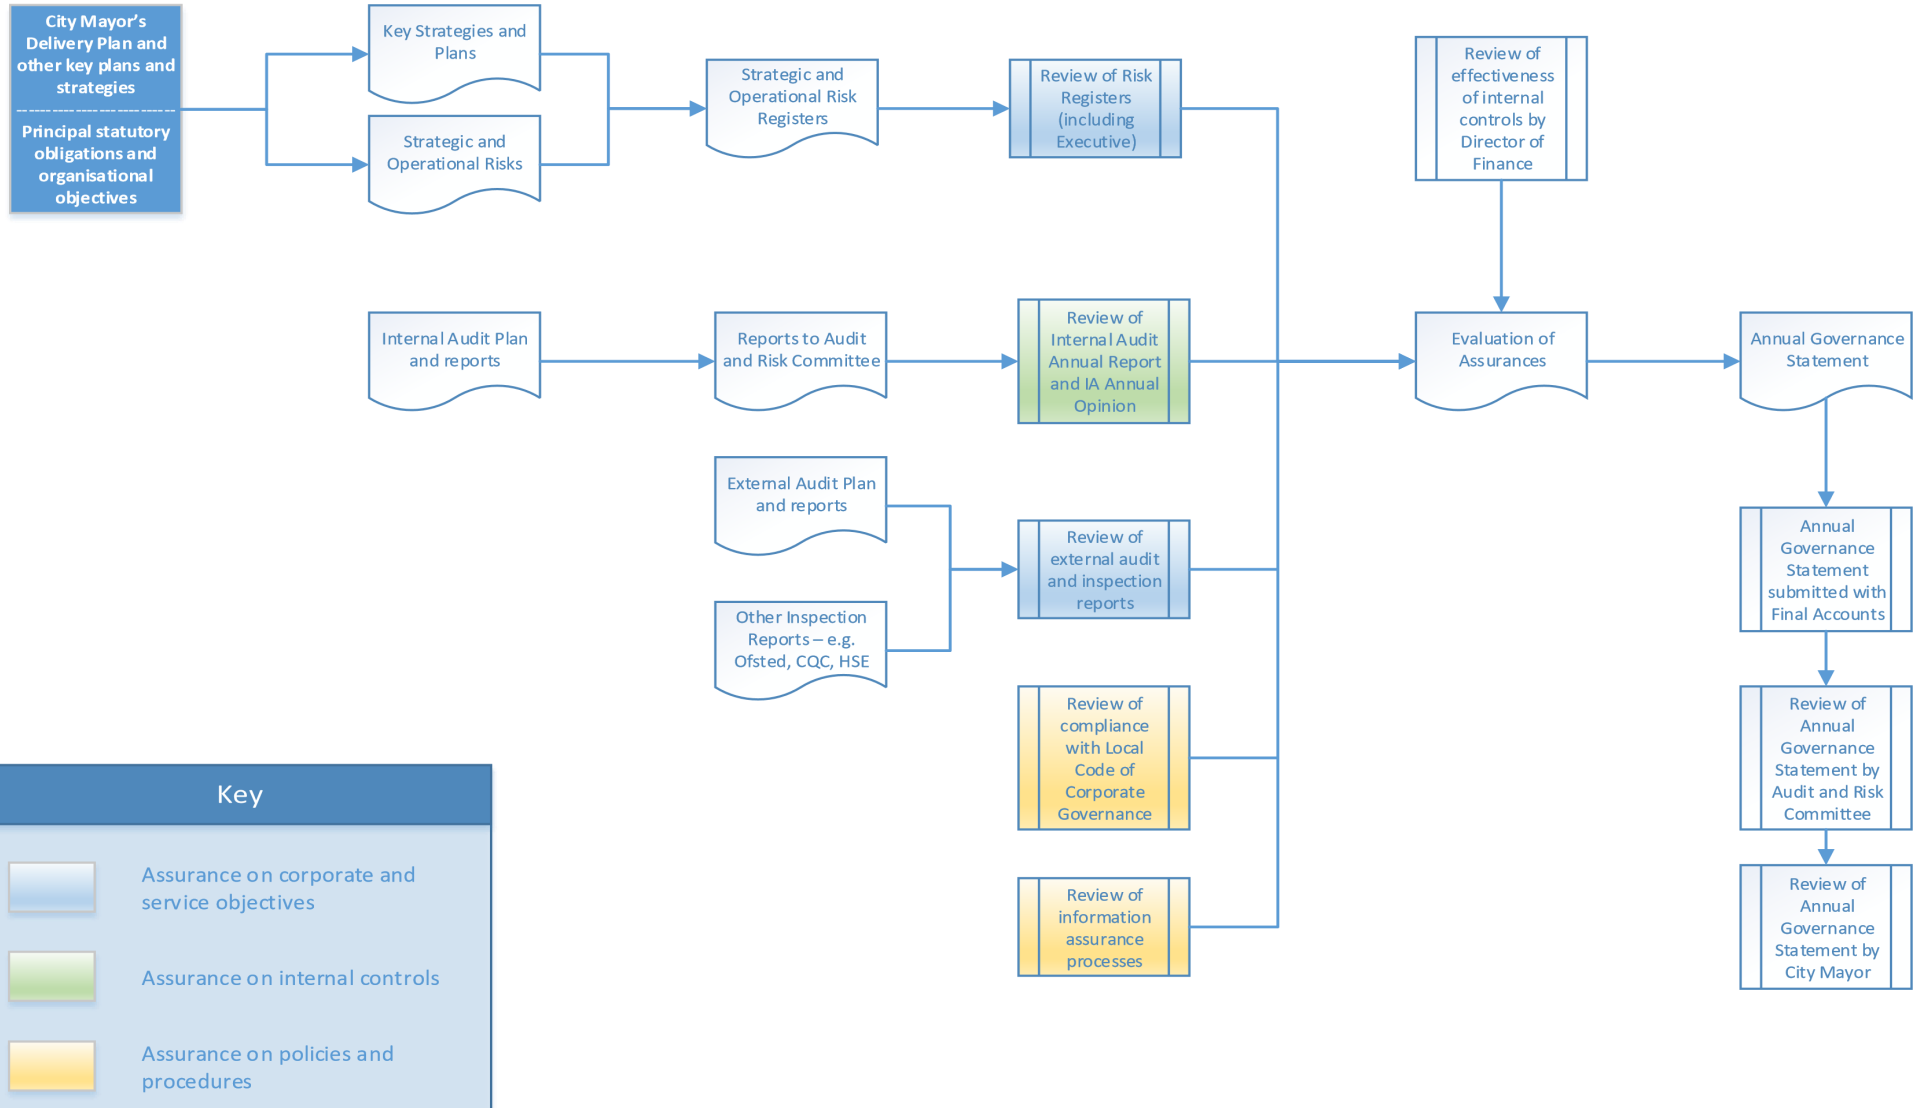 City Mayor’s
Delivery Plan and
other key plans and
strategies
Principal statutory
obligations and
organisational
objectives
Key Strategies and
Plans
Strategic and
Operational Risks
Strategic and
Operational Risk
Registers
Review of Risk
Registers
(including
Executive)
Review of
effectiveness
of internal
controls by
Director of
Finance
Internal Audit Plan
and reports
Reports to Audit
and Risk Committee
Review of
Internal Audit
Annual Report
and IA Annual
Opinion
Evaluation of
Assurances
Annual Governance
Statement
External Audit Plan
and reports
Other Inspection
Reports – e.g.
Ofsted, CQC, HSE
Review of
external audit
and inspection
reports
Annual
Governance
Statement
submitted with
Final Accounts
Review of
compliance
with Local
Code of
Corporate
Governance
Review of
Annual
Governance
Statement by
Audit and Risk
Committee
Review of
information
assurance
processes
Review of
Annual
Governance
Statement by
City Mayor
Key
Assurance on corporate and
service objectives
Assurance on internal controls
Assurance on policies and
procedures